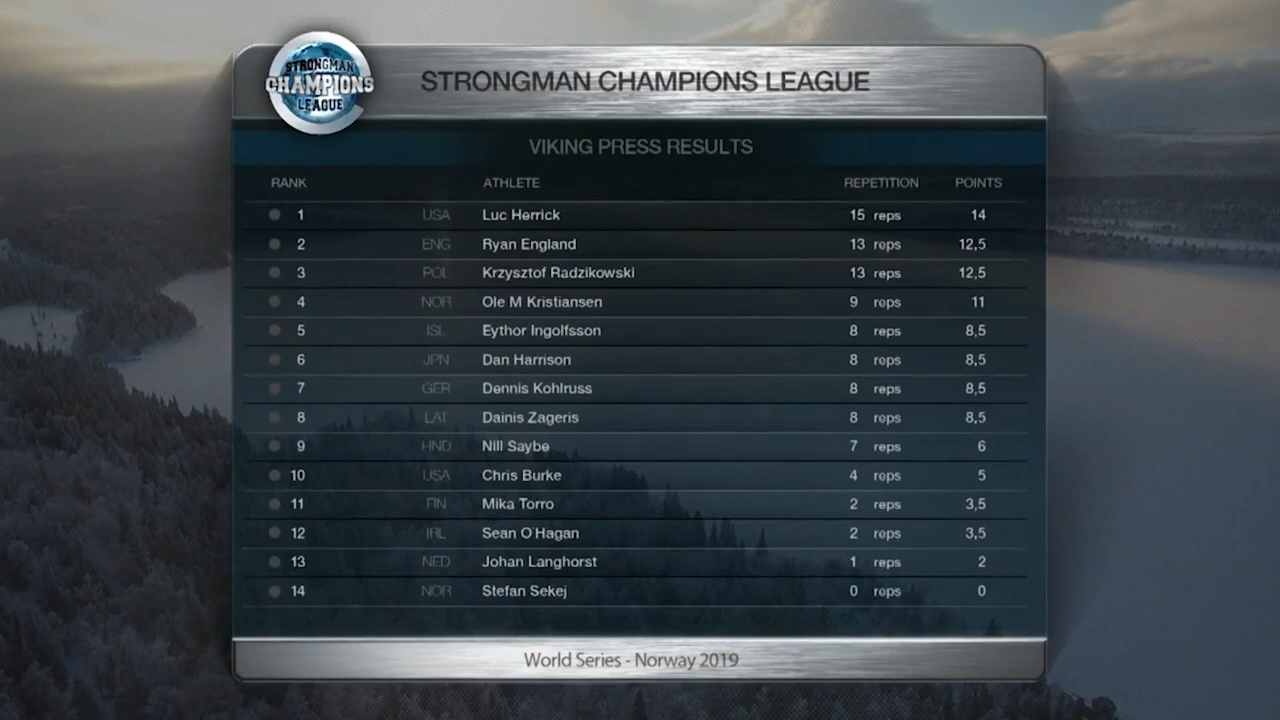 STRONGMAN
CHAMPIONS
LEAGUE
STRONGMAN CHAMPIONS LEAGUE
VIKING PRESS RESULTS
RANK ATHLETE REPETITION POINTS
1 USA Luc Herrick 15 reps 14
2 ENG Ryan England 13 reps 12,5
3 POL Krzysztof Radzikowski 13 reps 12,5
4 NOR Ole M Kristiansen 9 reps 11
5 ISL Eythor Ingolfsson 8 reps 8,5
6 JPN Dan Harrison 8 reps 8,5
7 GER Dennis Kohlruss 8 reps 8,5
8 LAT Dainis Zageris 8 reps 8,5
9 HND Nill Saybe 7 reps 6
10 USA Chris Burke 4 reps 5
11 FIN Mika Torro 2 reps 3,5
12 IRL Sean O'Hagan 2 reps 3,5
13 NED Johan Langhorst 1 reps 2
14 NOR Stefan Sekej 0 reps 0
World Series - Norway 2019